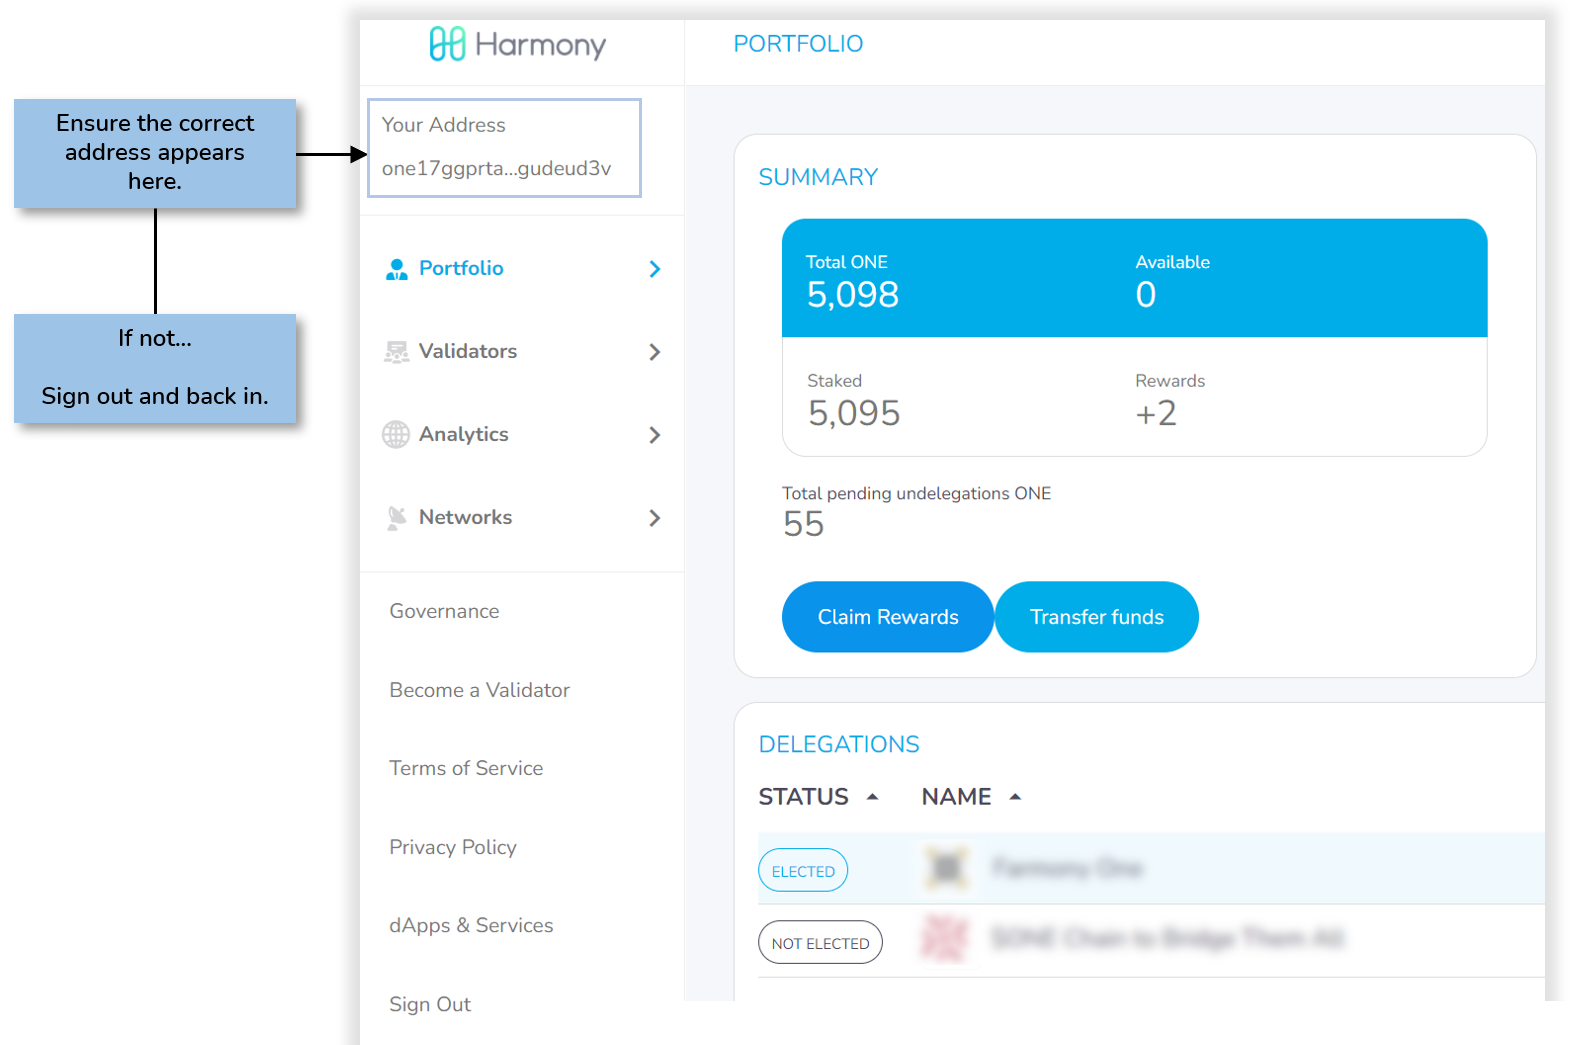 Harmony
PORTFOLIO
Ensure the correct
address appears
here.
If not...
Sign out and back in.
Your Address
one17ggprta...gudeud3v
Portfolio
Validators
Analytics
Networks
Governance
Become a Validator
Terms of Service
Privacy Policy
dApps & Services
Sign Out
SUMMARY
Total ONE
5,098
Available
0
Staked
5,095
Rewards
+2
Total pending undelegations ONE
55
Claim Rewards
Transfer funds
DELEGATIONS
STATUS
NAME
ELECTED
NOT ELECTED